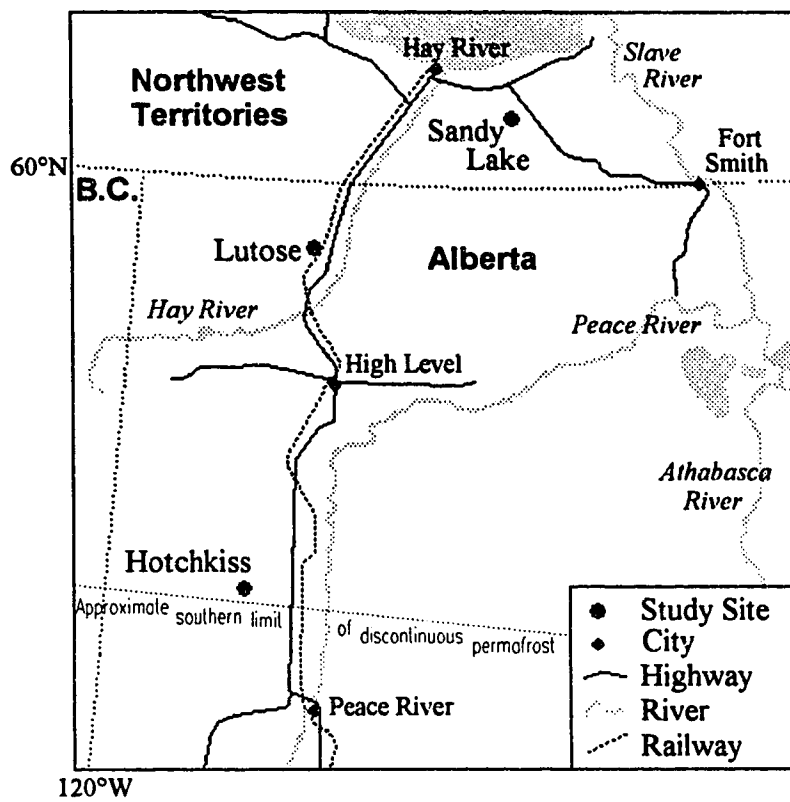 Hay River
Slave
River
Northwest
Territories
Sandy
Lake
Fort
Smith
60°N
B.C.
Lutose
Alberta
Hay River
Peace River
High Level
Athabasca
River
Hotchkiss
Approximate southern limit of discontinuous permafrost
Peace River
Study Site
City
Highway
River
Railway
120°W